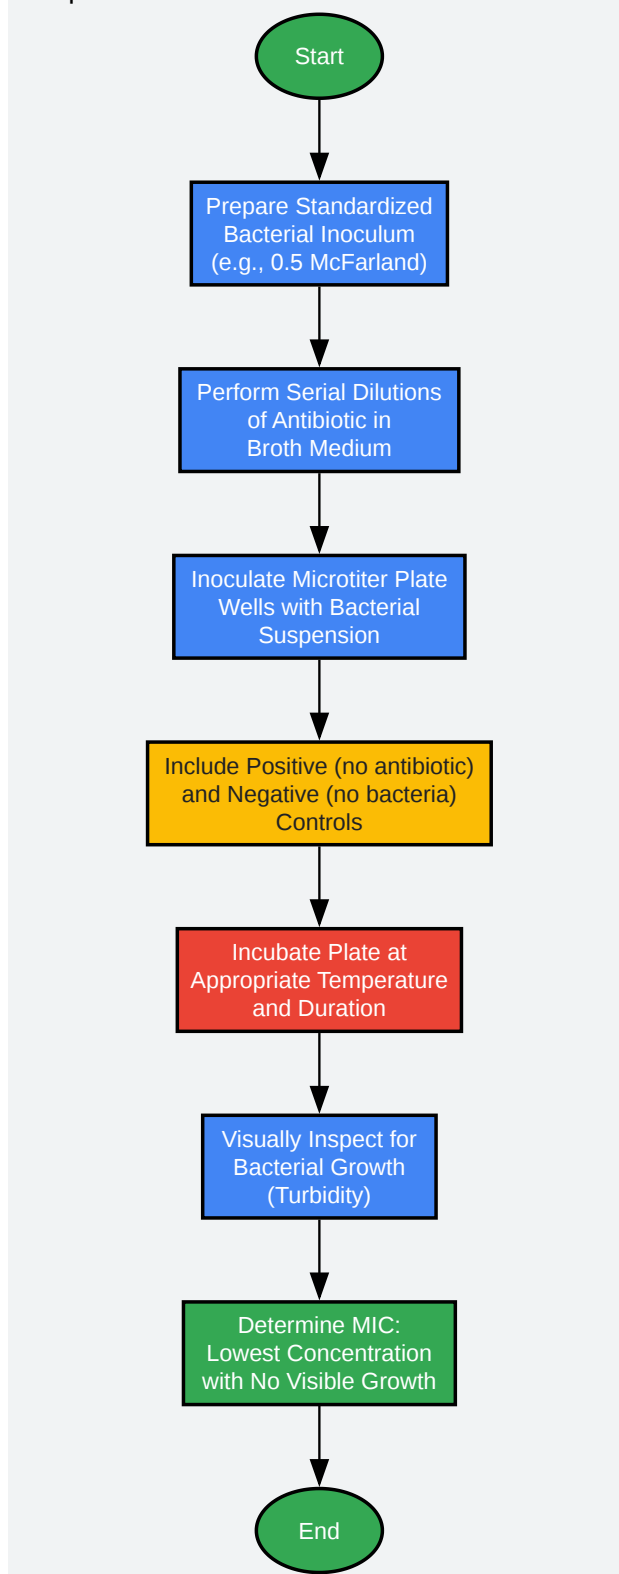 Start
Prepare Standardized
Bacterial Inoculum
(e.g., 0.5 McFarland)
Perform Serial Dilutions
of Antibiotic in
Broth Medium
Inoculate Microtiter Plate
Wells with Bacterial
Suspension
Include Positive (no antibiotic)
and Negative (no bacteria)
Controls
Incubate Plate at
Appropriate Temperature
and Duration
Visually Inspect for
Bacterial Growth
(Turbidity)
Determine MIC:
Lowest Concentration
with No Visible Growth
End